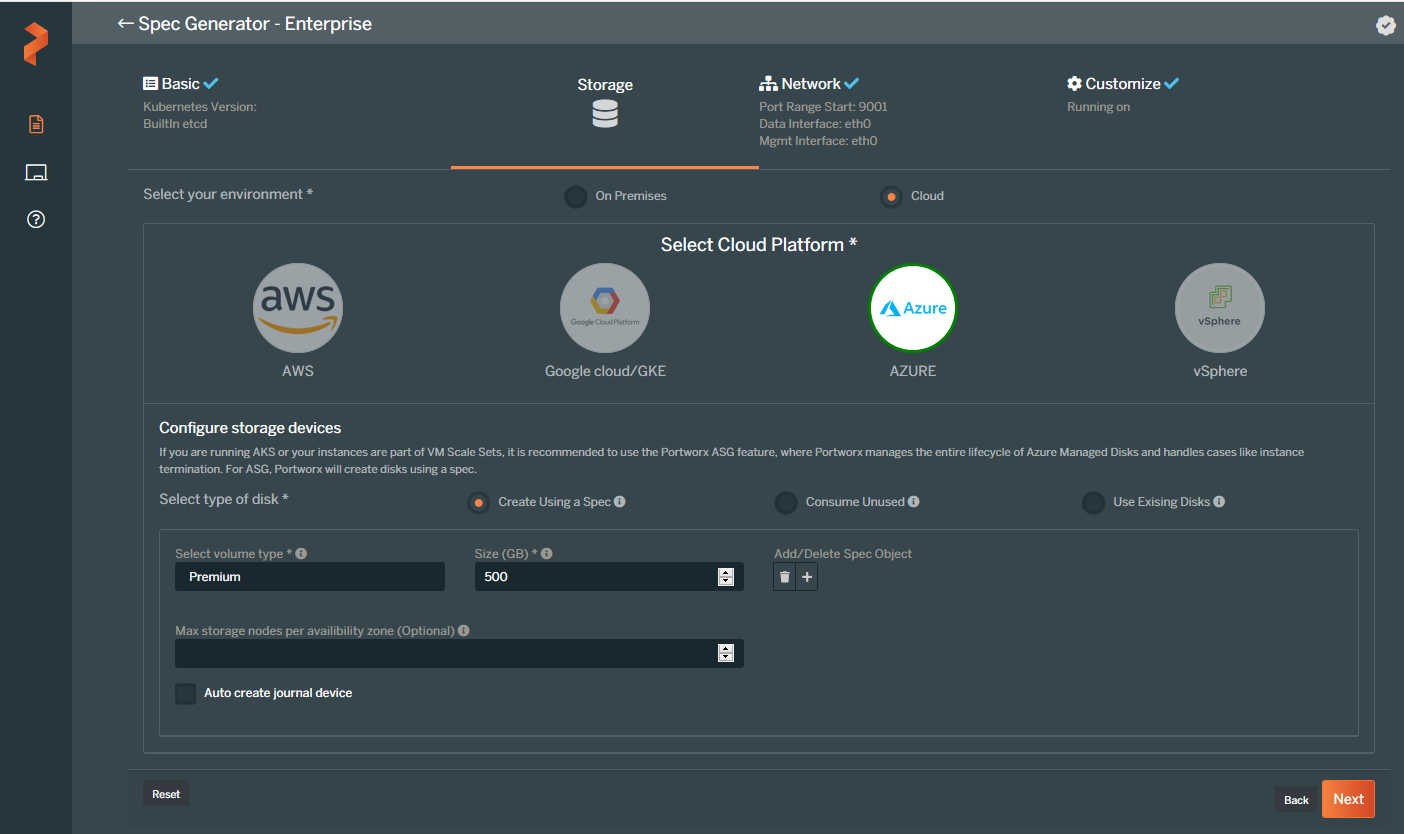 Spec Generator - Enterprise
Basic
Kubernetes Version:
BuiltIn etcd
Storage
Network
Port Range Start: 9001
Data Interface: eth0
Mgmt Interface: eth0
Customize
Running on
Select your environment *
On Premises
Cloud
Select Cloud Platform *
aws
Google Cloud Platform
Azure
vSphere
AWS
Google cloud/GKE
AZURE
vSphere
Configure storage devices
If you are running AKS or your instances are part of VM Scale Sets, it is recommended to use the Portworx ASG feature, where Portworx manages the entire lifecycle of Azure Managed Disks and handles cases like instance
termination. For ASG, Portworx will create disks using a spec.
Select type of disk *
Create Using a Spec
Consume Unused
Use Exising Disks
Select volume type *
Size (GB) *
Add/Delete Spec Object
Premium
500
Max storage nodes per availibility zone (Optional)
Auto create journal device
Reset
Back
Next